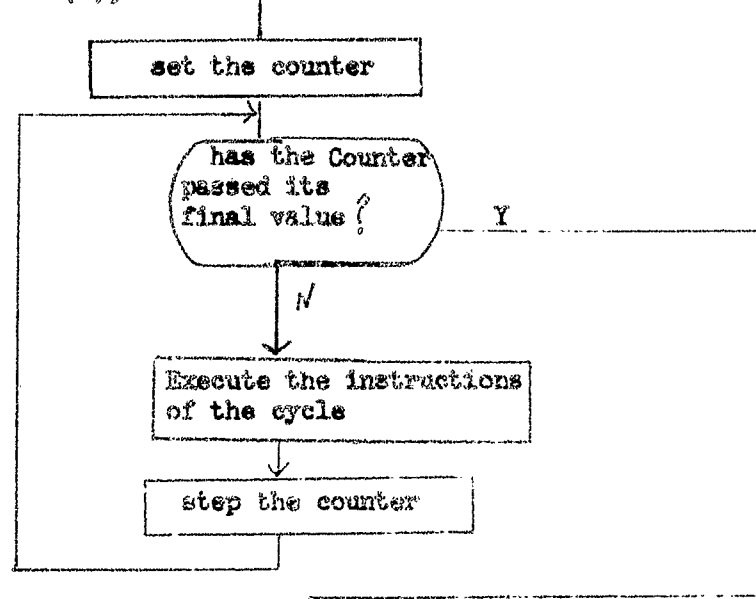 set the counter
has the Counter
passed its
final value?
Y
N
Execute the instructions
of the cycle
step the counter